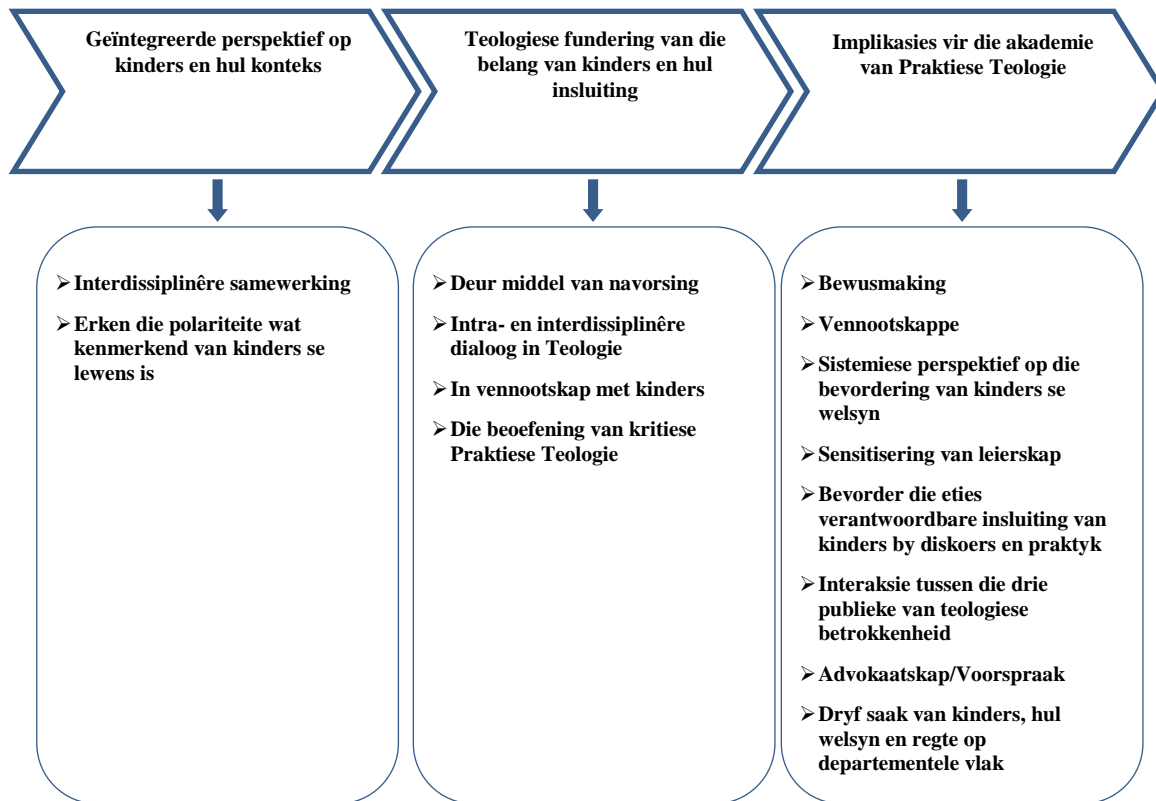 Geïntegreerde perspektief op
kinders en hul konteks
Teologiese fundering van die
belang van kinders en hul
insluiting
Implikasies vir die akademie
van Praktiese Teologie
➢ Interdissiplinêre samewerking
➢ Erken die polariteite wat
kenmerkend van kinders se
lewens is
➢ Deur middel van navorsing
➢ Intra- en interdissiplinêre
dialoog in Teologie
➢ In vennootskap met kinders
➢ Die beoefening van kritiese
Praktiese Teologie
➢ Bewusmaking
➢ Vennootskappe
➢ Sistemiese perspektief op die
bevordering van kinders se
welsyn
➢ Sensitisering van leierskap
➢ Bevorder die eties
verantwoordbare insluiting van
kinders by diskoers en praktyk
➢ Interaksie tussen die drie
publieke van teologiese
betrokkenheid
➢ Advokaatskap/Voorspraak
➢ Dryf saak van kinders, hul
welsyn en regte op
departementele vlak